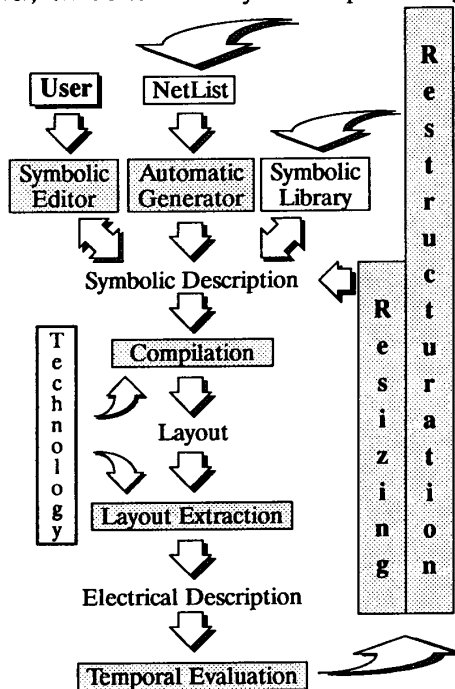 User
NetList
Symbolic
Editor
Automatic
Generator
Symbolic
Library
Symbolic Description
Compilation
Layout
Layout Extraction
Electrical Description
Temporal Evaluation
Technology
Resizing
Restructuration